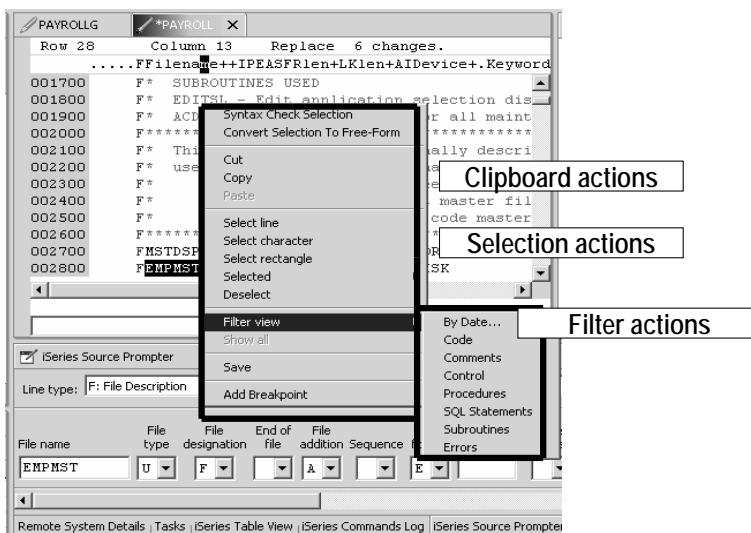 PAYROLLG
*PAYROLL
Row 28 Column 13 Replace 6 changes.
.....FFilename++IPEASFRlen+LKlen+AIDevice+.Keyword
001700 F* SUBROUTINES USED
001800 F* EDITSL - Edit application selection dis
001900 F* ACD r all maint
002000 F****** ************
002100 F* Thi ally descri
002200 F* use
002300 F*
002400 F* master fil
002500 F* code master
002600 F******
002700 FMSTDSP
002800 FEMPMST ISK
Syntax Check Selection
Convert Selection To Free-Form
Cut
Copy
Paste
Select line
Select character
Select rectangle
Selected
Deselect
Filter view
Show all
Save
Add Breakpoint
Clipboard actions
Selection actions
Filter actions
By Date...
Code
Comments
Control
Procedures
SQL Statements
Subroutines
Errors
iSeries Source Prompter
Line type: F: File Description
File name
File type
File designation
End of file
File addition
Sequence
EMPMST U F A E
Remote System Details Tasks iSeries Table View iSeries Commands Log iSeries Source Prompter